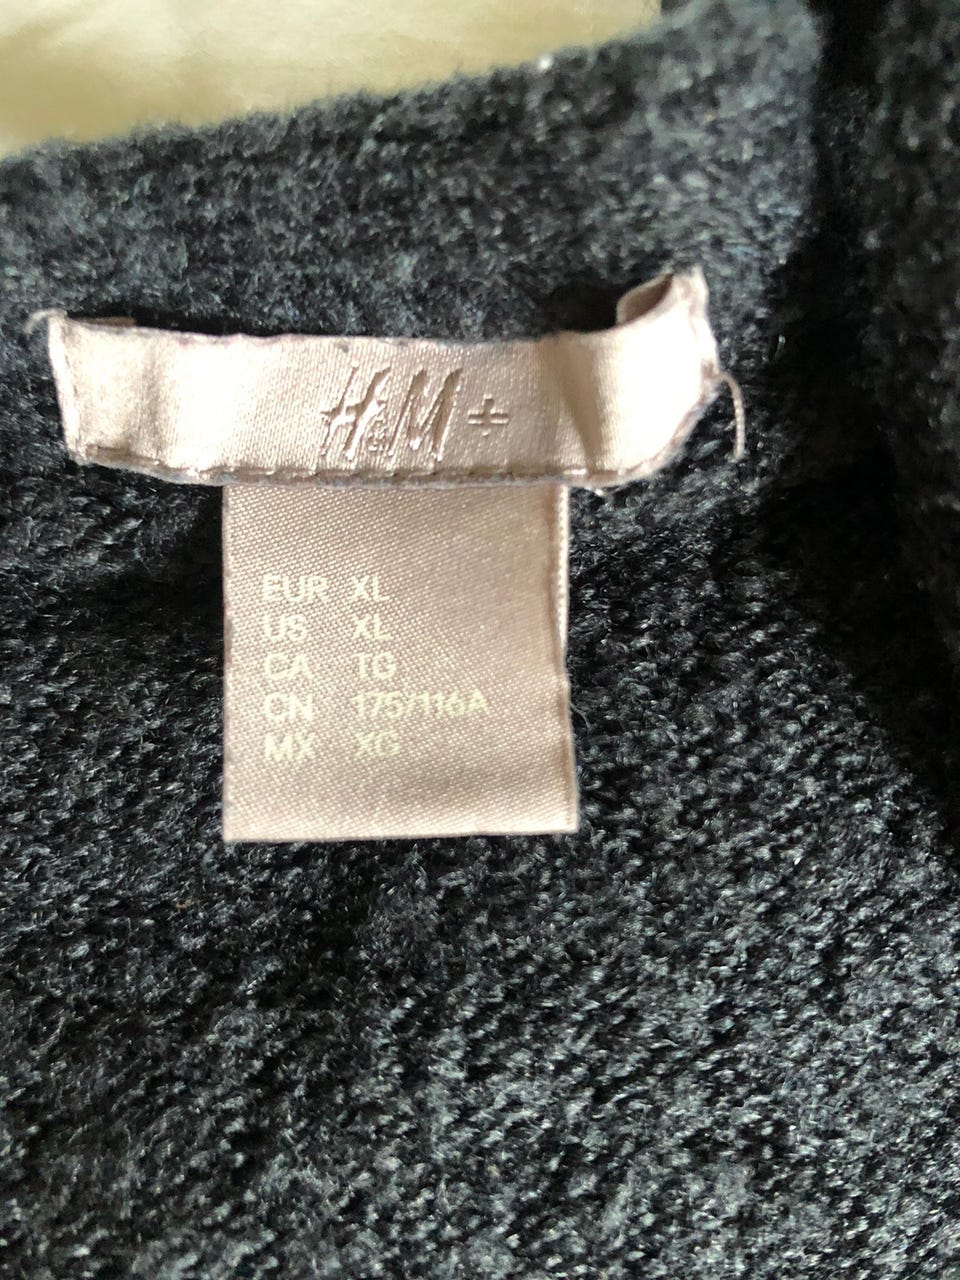 H&M+
EUR XL
US XL
CA TG
CN 175/116A
MX XG